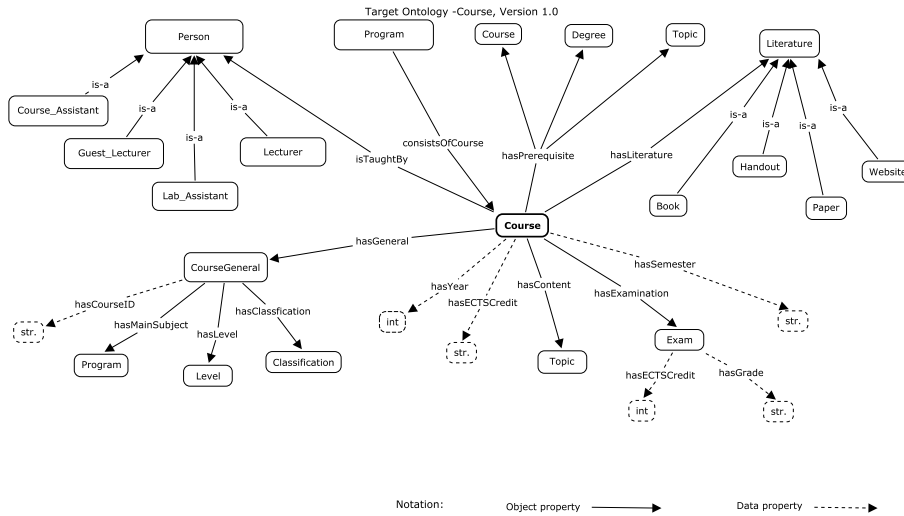 Target Ontology -Course, Version 1.0
Person
Program
Course
Degree
Topic
Literature
is-a
is-a
is-a
is-a
is-a
is-a
is-a
is-a
Course_Assistant
Guest_Lecturer
Lecturer
Lab_Assistant
isTaughtBy
consistsOfCourse
hasPrerequisite
hasLiterature
Book
Handout
Paper
Website
Course
hasGeneral
CourseGeneral
hasCourseID
hasMainSubject
hasLevel
hasClassfication
str.
Program
Level
Classification
hasYear
hasECTSCredit
hasContent
hasExamination
hasSemester
int
str.
Topic
Exam
str.
hasECTSCredit
hasGrade
int
str.
Notation:
Object property
Data property